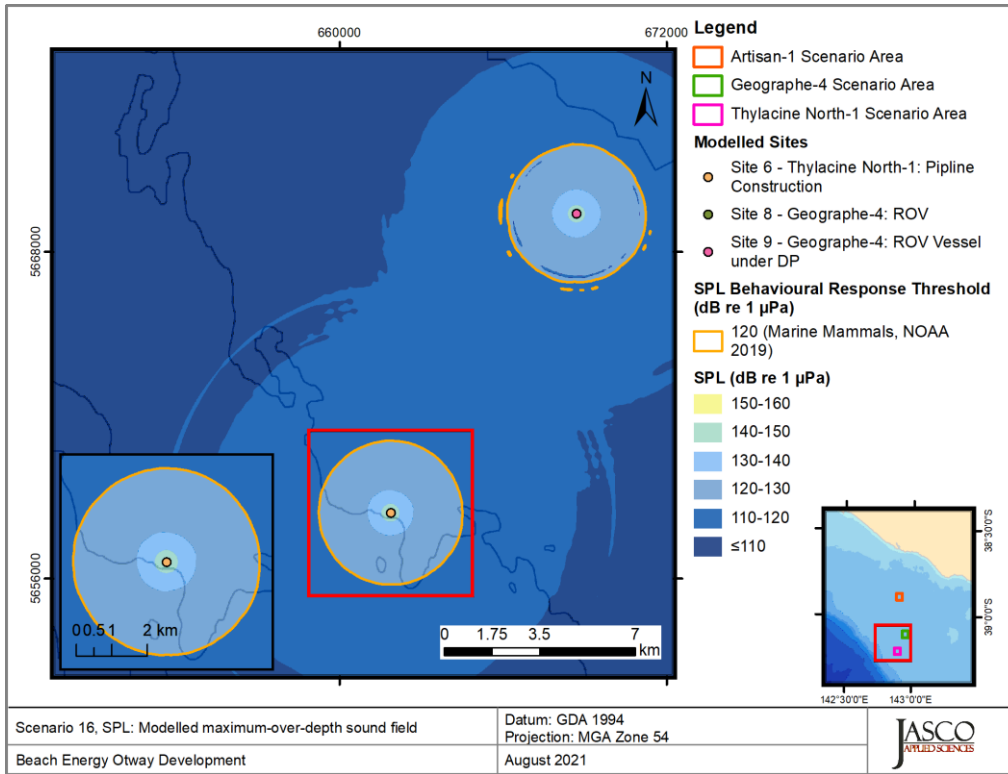 660000
672000
5668000
5656000
N
0 0.5 1 2 km
0 1.75 3.5 7
km
Legend
Artisan-1 Scenario Area
Geographe-4 Scenario Area
Thylacine North-1 Scenario Area
Modelled Sites
Site 6 - Thylacine North-1: Pipline
Construction
Site 8 - Geographe-4: ROV
Site 9 - Geographe-4: ROV Vessel
under DP
SPL Behavioural Response Threshold
(dB re 1 µPa)
120 (Marine Mammals, NOAA
2019)
SPL (dB re 1 µPa)
150-160
140-150
130-140
120-130
110-120
≤110
38°30'0"S
39°0'0"S
142°30'0"E
143°0'0"E
Scenario 16, SPL: Modelled maximum-over-depth sound field
Datum: GDA 1994
Projection: MGA Zone 54
Beach Energy Otway Development
August 2021
JASCO
APPLIED SCIENCES